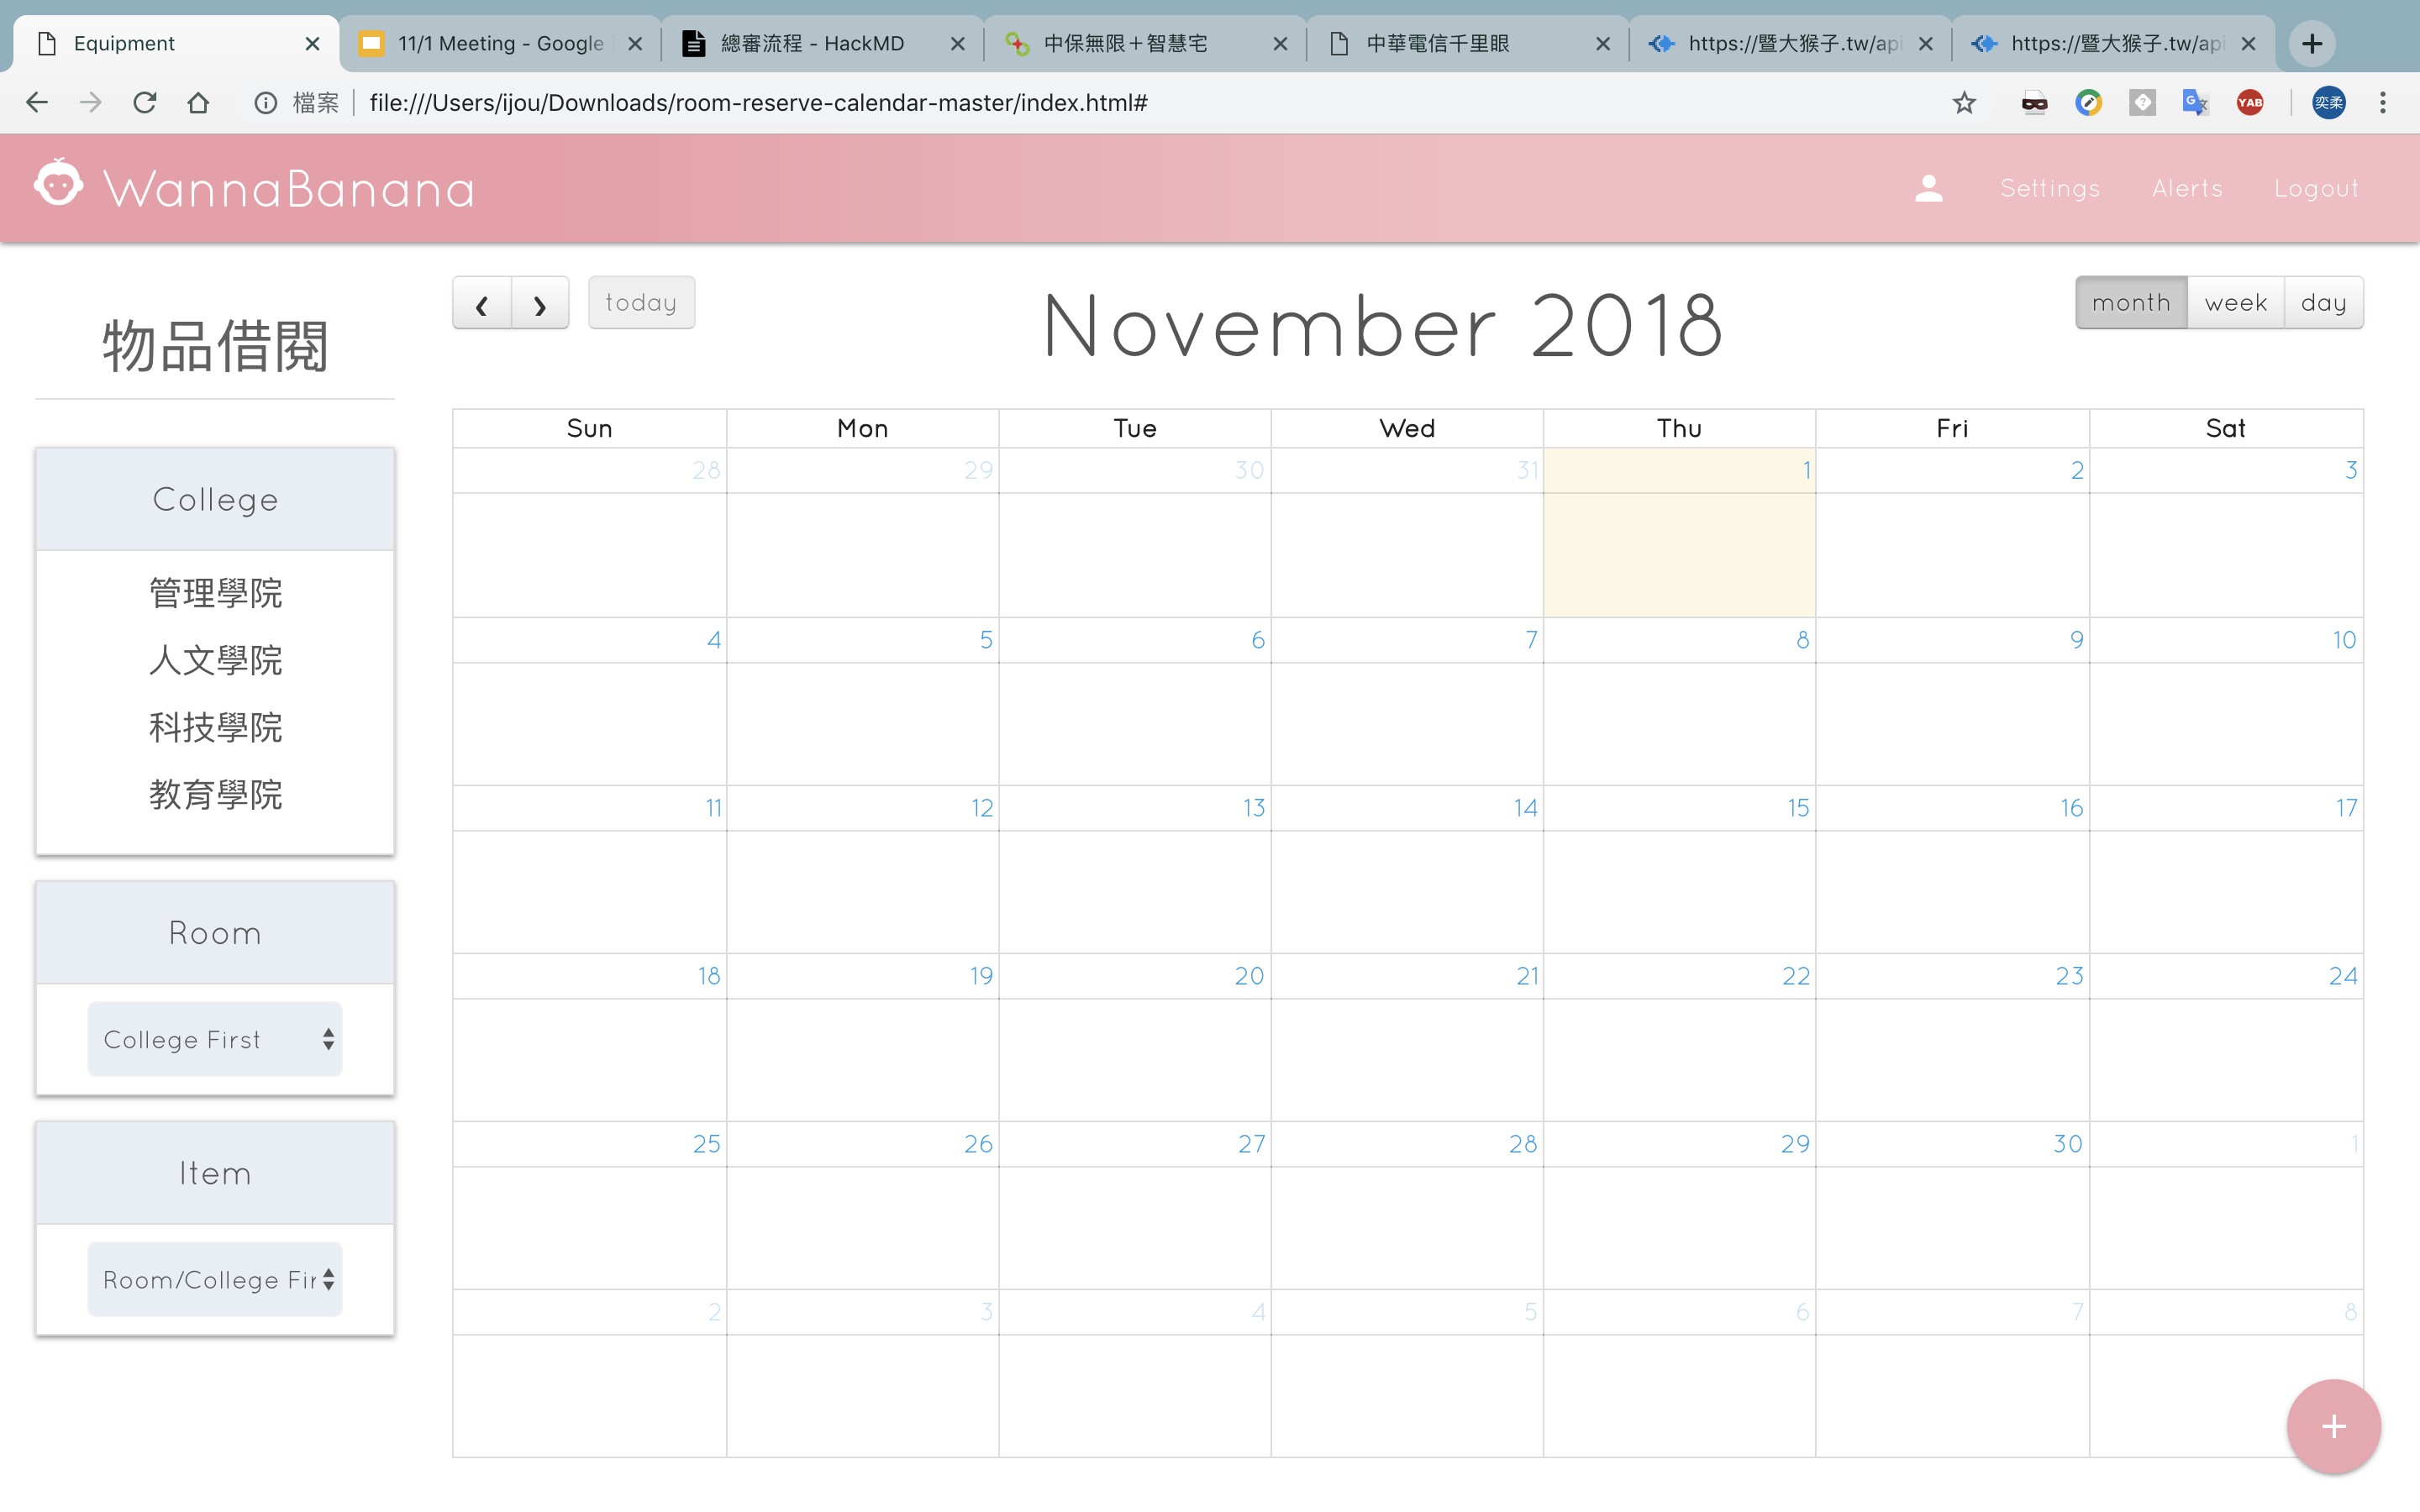 Equipment
11/1 Meeting - Google
總審流程 - HackMD
中保無限＋智慧宅
中華電信千里眼
https://暨大猴子.tw/api
https://暨大猴子.tw/api
檔案
file:///Users/ijou/Downloads/room-reserve-calendar-master/index.html#
YAB
奕柔
WannaBanana
Settings
Alerts
Logout
物品借閱
College
管理學院
人文學院
科技學院
教育學院
Room
College First
Item
Room/College Fir
today
November 2018
month week day
Sun Mon Tue Wed Thu Fri Sat
28 29 30 31 1 2 3
4 5 6 7 8 9 10
11 12 13 14 15 16 17
18 19 20 21 22 23 24
25 26 27 28 29 30 1
2 3 4 5 6 7 8
+